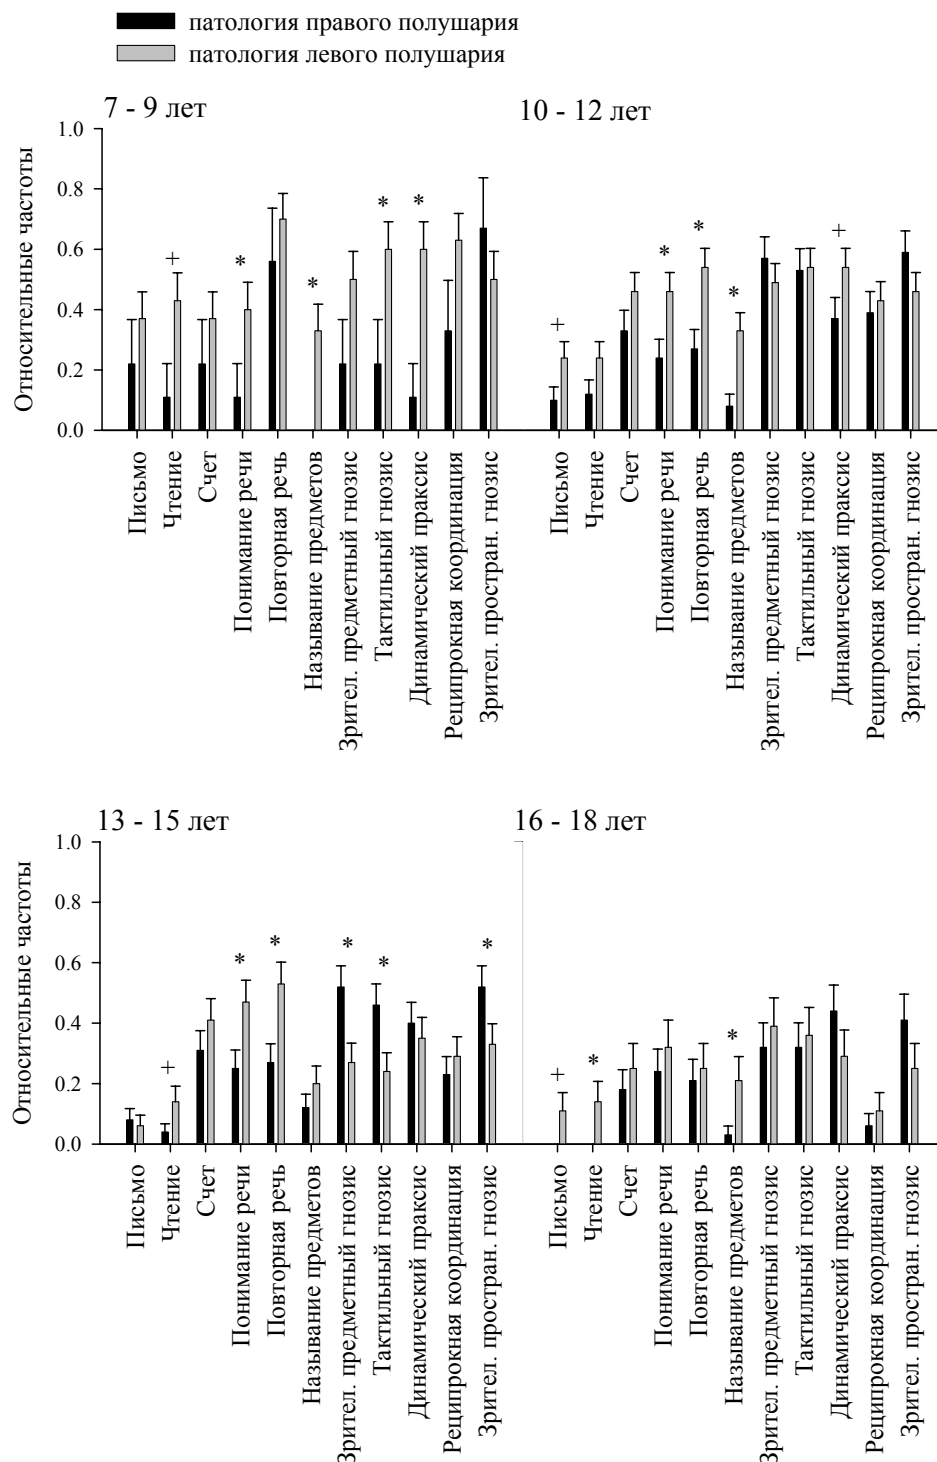 патология правого полушария
патология левого полушария
7 - 9 лет
10 - 12 лет
Относительные частоты
1.0
0.8
0.6
0.4
0.2
0.0
+
*
*
*
*
+
*
*
*
+
Письмо
Чтение
Счет
Понимание речи
Повторная речь
Называние предметов
Зрител. предметный гнозис
Тактильный гнозис
Динамический праксис
Реципрокная координация
Зрител. простран. гнозис
Письмо
Чтение
Счет
Понимание речи
Повторная речь
Называние предметов
Зрител. предметный гнозис
Тактильный гнозис
Динамический праксис
Реципрокная координация
Зрител. простран. гнозис
13 - 15 лет
16 - 18 лет
Относительные частоты
1.0
0.8
0.6
0.4
0.2
0.0
+
*
*
*
*
*
+
*
*
Письмо
Чтение
Счет
Понимание речи
Повторная речь
Называние предметов
Зрител. предметный гнозис
Тактильный гнозис
Динамический праксис
Реципрокная координация
Зрител. простран. гнозис
Письмо
Чтение
Счет
Понимание речи
Повторная речь
Называние предметов
Зрител. предметный гнозис
Тактильный гнозис
Динамический праксис
Реципрокная координация
Зрител. простран. гнозис